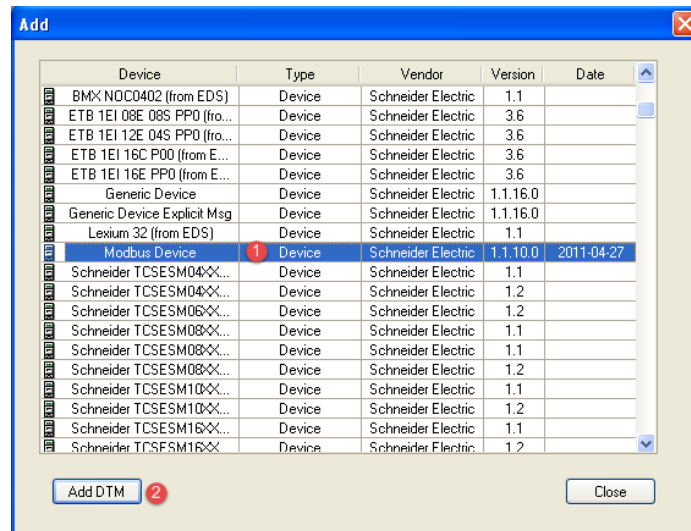 Add
Device Type Vendor Version Date
BMX NOC0402 (from EDS) Device Schneider Electric 1.1
ETB 1EI 08E 08S PP0 (fro... Device Schneider Electric 3.6
ETB 1EI 12E 04S PP0 (fro... Device Schneider Electric 3.6
ETB 1EI 16C P00 (from E... Device Schneider Electric 3.6
ETB 1EI 16E PP0 (from E... Device Schneider Electric 3.6
Generic Device Device Schneider Electric 1.1.16.0
Generic Device Explicit Msg Device Schneider Electric 1.1.16.0
Lexium 32 (from EDS) Device Schneider Electric 1.1
Modbus Device 1 Device Schneider Electric 1.1.10.0 2011-04-27
Schneider TCSESM04XX... Device Schneider Electric 1.1
Schneider TCSESM04XX... Device Schneider Electric 1.2
Schneider TCSESM06XX... Device Schneider Electric 1.2
Schneider TCSESM08XX... Device Schneider Electric 1.1
Schneider TCSESM08XX... Device Schneider Electric 1.1
Schneider TCSESM08XX... Device Schneider Electric 1.2
Schneider TCSESM10XX... Device Schneider Electric 1.1
Schneider TCSESM10XX... Device Schneider Electric 1.2
Schneider TCSESM16XX... Device Schneider Electric 1.1
Schneider TCSESM16XX Device Schneider Electric 1.2
Add DTM 2 Close